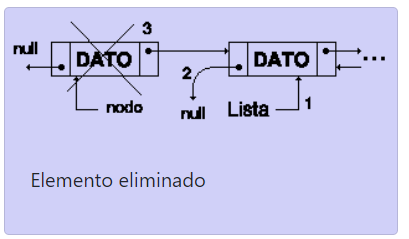 3
null DATO DATO ...
2
nodo null Lista 1
Elemento eliminado